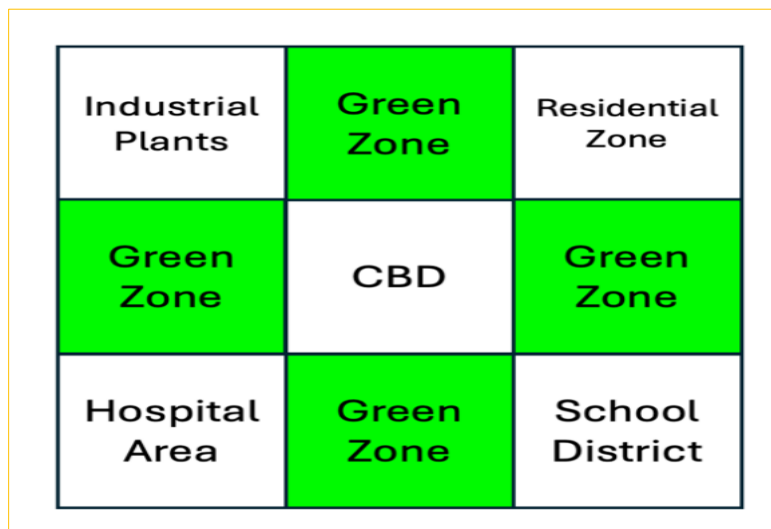 Industrial
Plants
Green
Zone
Residential
Zone
Green
Zone
CBD
Green
Zone
Hospital
Area
Green
Zone
School
District